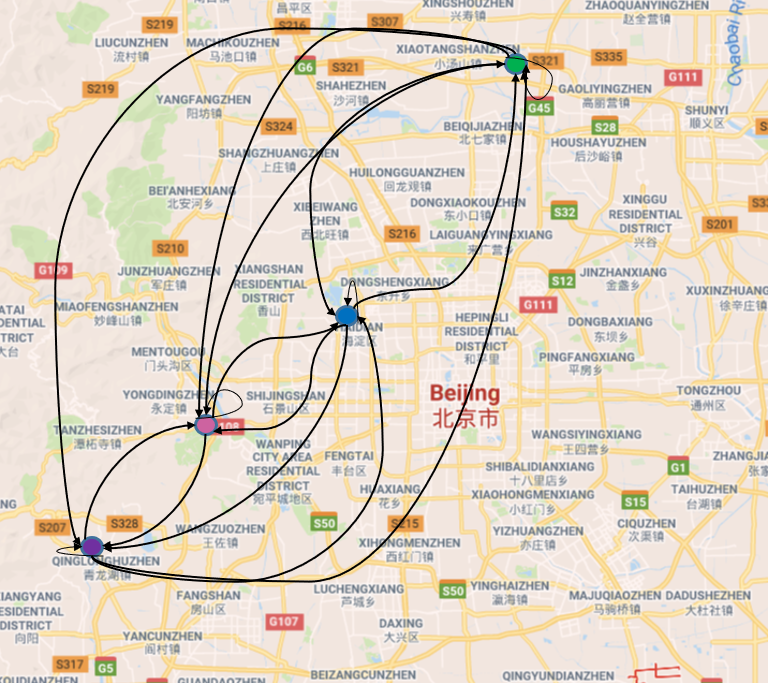 昌平区
XINGSHOUZHEN
兴寿镇
ZHAOQUANYINGZHEN
赵全营镇
S219
S216
S307
LIUCUNZHEN
流村镇
MACHIKOUZHEN
马池口镇
XIAOTANGSHANZHEN
小汤山镇
S321
S335
G6
S321
G111
Chaobai Ri
S219
SHAHEZHEN
沙河镇
GAOLIYINGZHEN
高丽营镇
YANGFANGZHEN
阳坊镇
G45
SHUNYI
顺义区
S324
BEIQIJIAZHEN
北七家镇
S28
HOUSHAYUZHEN
后沙峪镇
SHANGZHUANGZHEN
上庄镇
HUILONGGUANZHEN
回龙观镇
BEI'ANHEXIANG
北安河乡
XIBEIWANG
ZHEN
西北旺镇
DONGXIAOKOUZHEN
东小口镇
S32
XINGGU
RESIDENTIAL
DISTRICT
兴谷
S201
S216
LAIGUANGYINGXIANG
来广营乡
S210
G109
JUNZHUANGZHEN
军庄镇
XIANGSHAN
RESIDENTIAL
DISTRICT
香山
DONGSHENGXIANG
东升乡
S12
JINZHANXIANG
金盏乡
XUXINZHUANG
徐辛庄镇
MIAOFENGSHANZHEN
妙峰山镇
G111
HAIDIAN
海淀区
HEPINGLI
RESIDENTIAL
DISTRICT
和平里
DONGBAXIANG
东坝乡
MENTOUGOU
门头沟区
PINGFANGXIANG
平房乡
YONGDINGZHEN
永定镇
SHIJINGSHAN
石景山区
Beijing
北京市
TONGZHOU
通州区
TANZHESIZHEN
潭柘寺镇
108
WANPING
CITY AREA
RESIDENTIAL
DISTRICT
宛平城地区
FENGTAI
丰台区
WANGSIYINGXIANG
王四营乡
SHIBALIDIANXIANG
十八里店乡
G1
HUAXIANG
花乡
XIAOHONGMENXIANG
小红门乡
TAIHUZHEN
台湖镇
S15
S207
S328
WANGZUOZHEN
王佐镇
S50
S215
XIHONGMENZHEN
西红门镇
YIZHUANGZHEN
亦庄镇
CIQUZHEN
次渠镇
QINGLONGHUZHEN
青龙湖镇
FANGSHAN
房山区
LUCHENGXIANG
芦城乡
S50
YINGHAIZHEN
瀛海镇
MAJUQIAOZHEN
马驹桥镇
DADUSHEZHEN
大杜社镇
向阳
G107
DAXING
大兴区
YANCUNZHEN
阎村镇
S317
G5
BEIZANGCUNZHEN
QINGYUNDIANZHEN